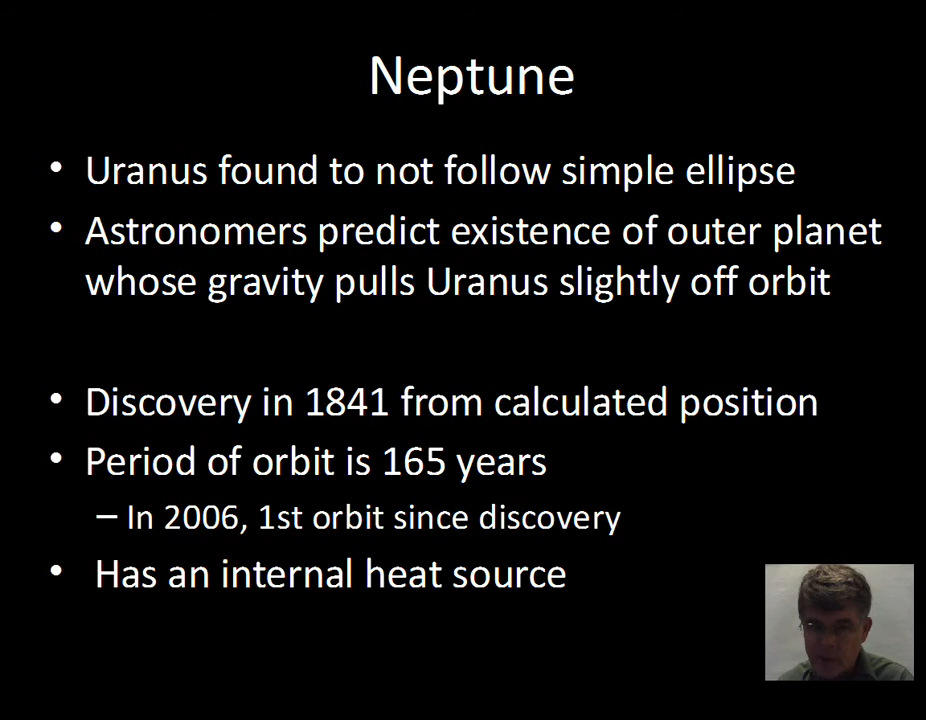 Neptune
• Uranus found to not follow simple ellipse
• Astronomers predict existence of outer planet
whose gravity pulls Uranus slightly off orbit
• Discovery in 1841 from calculated position
• Period of orbit is 165 years
– In 2006, 1st orbit since discovery
• Has an internal heat source